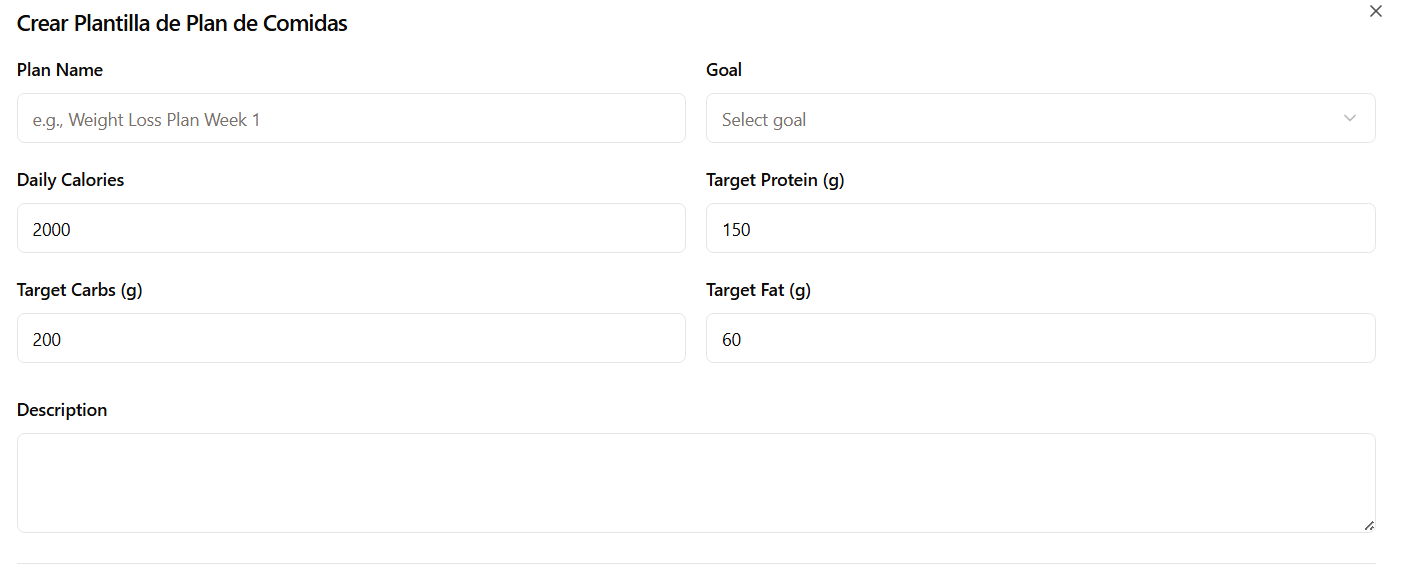 Crear Plantilla de Plan de Comidas
Plan Name
Goal
e.g., Weight Loss Plan Week 1
Select goal
Daily Calories
Target Protein (g)
2000
150
Target Carbs (g)
Target Fat (g)
200
60
Description